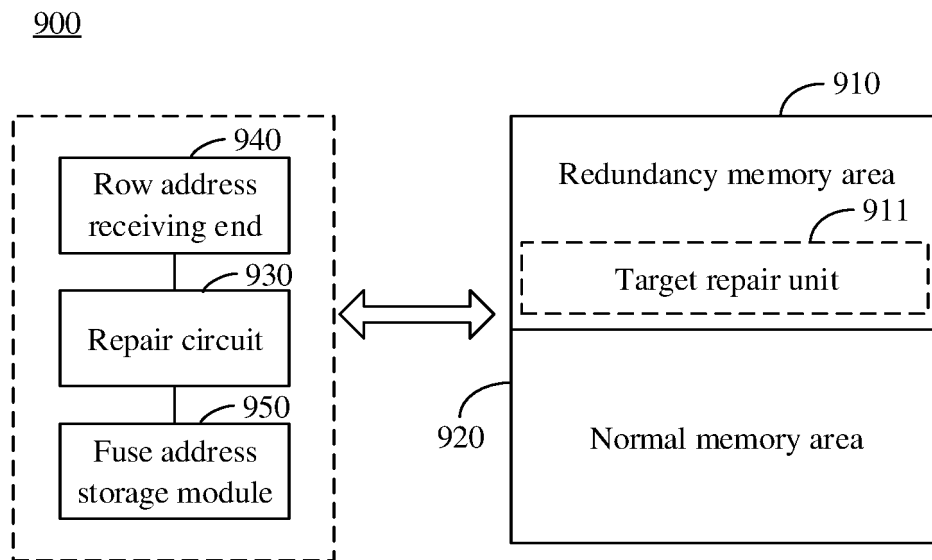 900
940
Row address
receiving end
930
Repair circuit
950
Fuse address
storage module
910
Redundancy memory area
911
Target repair unit
920
Normal memory area